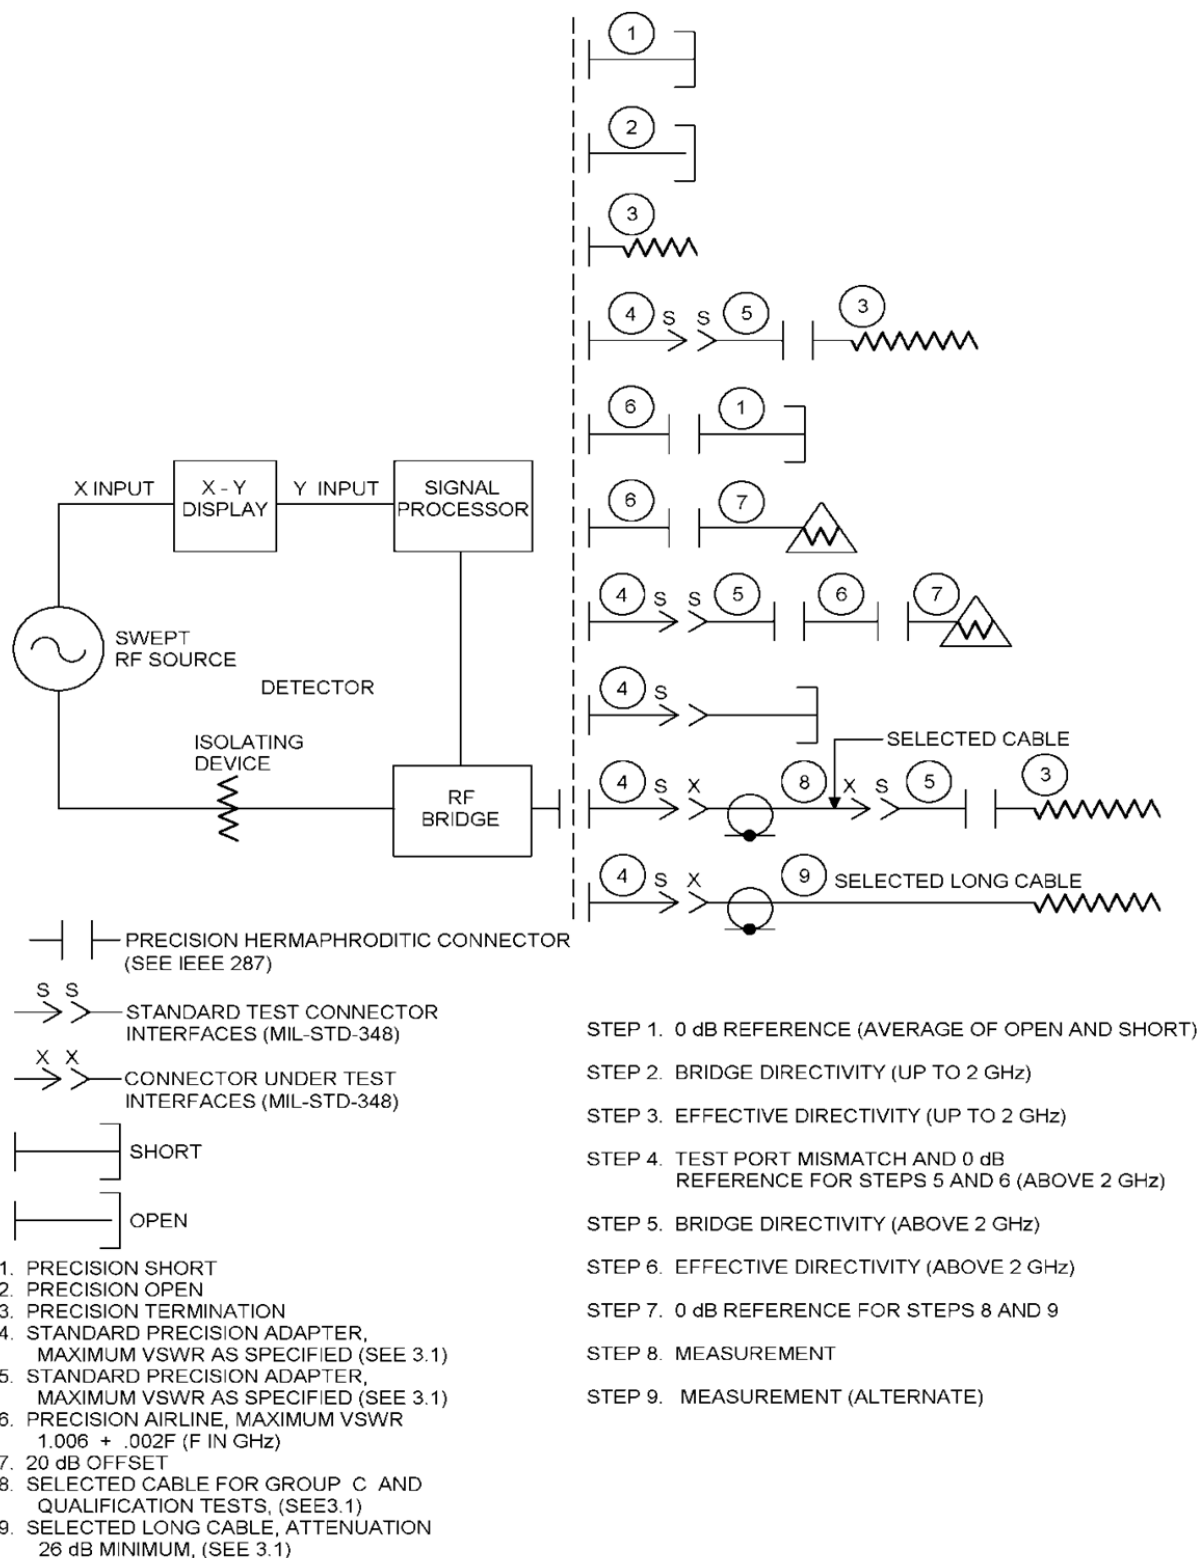 1
2
3
4 S S 5 3
6 1
6 7
4 S S 5 6 7
4 S
SELECTED CABLE
4 S X 8 X S 5 3
4 S X 9 SELECTED LONG CABLE
X INPUT
X - Y
DISPLAY
Y INPUT
SIGNAL
PROCESSOR
SWEPT
RF SOURCE
DETECTOR
ISOLATING
DEVICE
RF
BRIDGE
PRECISION HERMAPHRODITIC CONNECTOR
(SEE IEEE 287)
S S
STANDARD TEST CONNECTOR
INTERFACES (MIL-STD-348)
X X
CONNECTOR UNDER TEST
INTERFACES (MIL-STD-348)
SHORT
OPEN
1. PRECISION SHORT
2. PRECISION OPEN
3. PRECISION TERMINATION
4. STANDARD PRECISION ADAPTER,
MAXIMUM VSWR AS SPECIFIED (SEE 3.1)
5. STANDARD PRECISION ADAPTER,
MAXIMUM VSWR AS SPECIFIED (SEE 3.1)
6. PRECISION AIRLINE, MAXIMUM VSWR
1.006 + .002F (F IN GHz)
7. 20 dB OFFSET
8. SELECTED CABLE FOR GROUP C AND
QUALIFICATION TESTS, (SEE3.1)
9. SELECTED LONG CABLE, ATTENUATION
26 dB MINIMUM, (SEE 3.1)
STEP 1. 0 dB REFERENCE (AVERAGE OF OPEN AND SHORT)
STEP 2. BRIDGE DIRECTIVITY (UP TO 2 GHz)
STEP 3. EFFECTIVE DIRECTIVITY (UP TO 2 GHz)
STEP 4. TEST PORT MISMATCH AND 0 dB
REFERENCE FOR STEPS 5 AND 6 (ABOVE 2 GHz)
STEP 5. BRIDGE DIRECTIVITY (ABOVE 2 GHz)
STEP 6. EFFECTIVE DIRECTIVITY (ABOVE 2 GHz)
STEP 7. 0 dB REFERENCE FOR STEPS 8 AND 9
STEP 8. MEASUREMENT
STEP 9. MEASUREMENT (ALTERNATE)